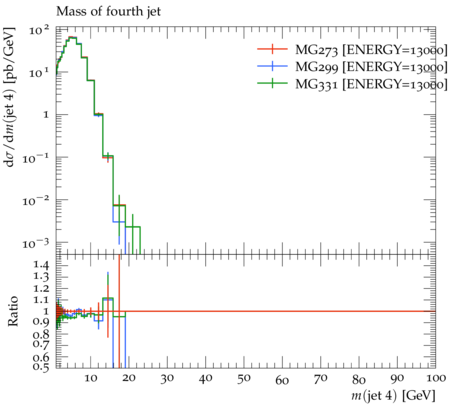 Mass of fourth jet
dσ/dm(jet 4) [pb/GeV]
10²
10¹
1
10⁻¹
10⁻²
10⁻³
MG273 [ENERGY=13000]
MG299 [ENERGY=13000]
MG331 [ENERGY=13000]
Ratio
1.4
1.3
1.2
1.1
1
0.9
0.8
0.7
0.6
0.5
10 20 30 40 50 60 70 80 90 100
m(jet 4) [GeV]